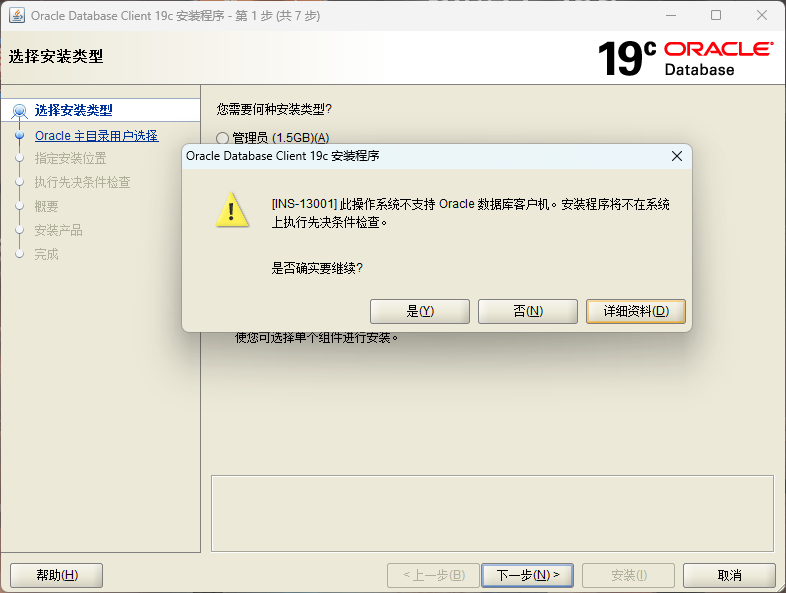 Oracle Database Client 19c 安装程序 - 第 1 步 (共 7 步)
选择安装类型
19c ORACLE
Database
选择安装类型
Oracle 主目录用户选择
指定安装位置
执行先决条件检查
概要
安装产品
完成
您需要何种安装类型?
管理员 (1.5GB)(A)
Oracle Database Client 19c 安装程序
[INS-13001] 此操作系统不支持 Oracle 数据库客户机。安装程序将不在系统
上执行先决条件检查。
是否确实要继续?
是(Y) 否(N) 详细资料(D)
使您可选择单个组件进行安装。
帮助(H) < 上一步(B) 下一步(N) > 安装(I) 取消